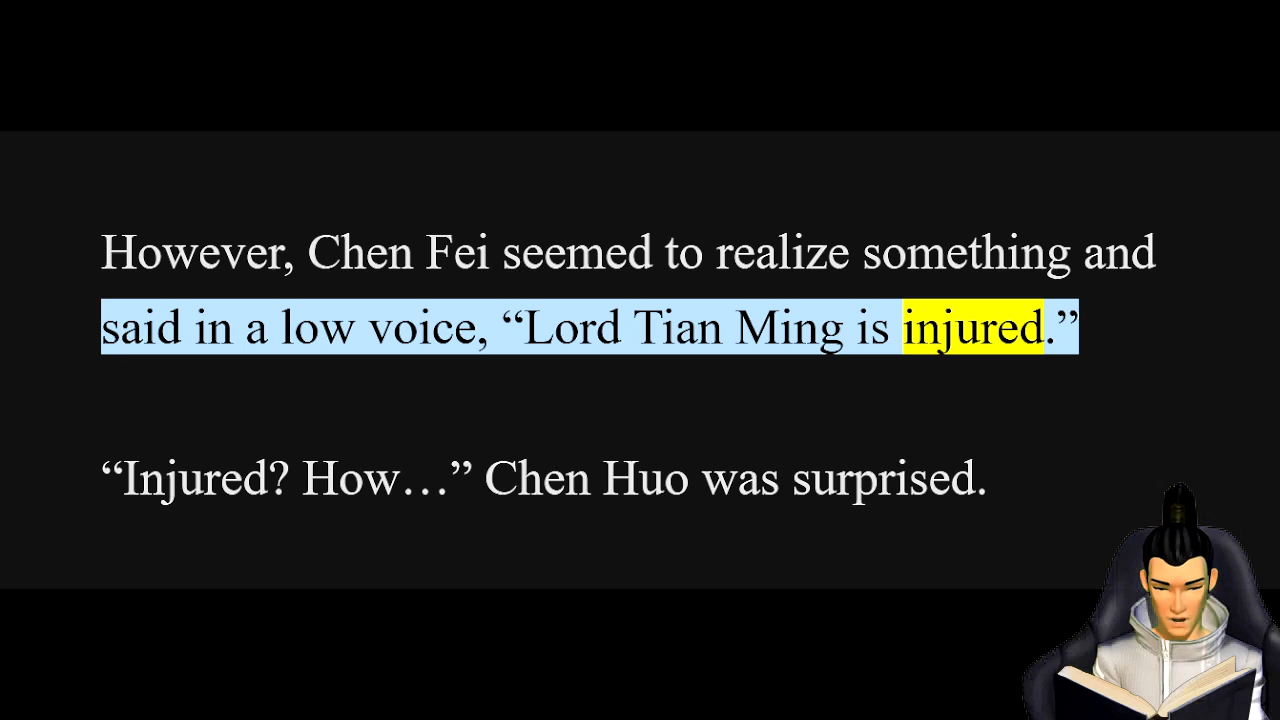 However, Chen Fei seemed to realize something and
said in a low voice, “Lord Tian Ming is injured.”
“Injured? How…” Chen Huo was surprised.